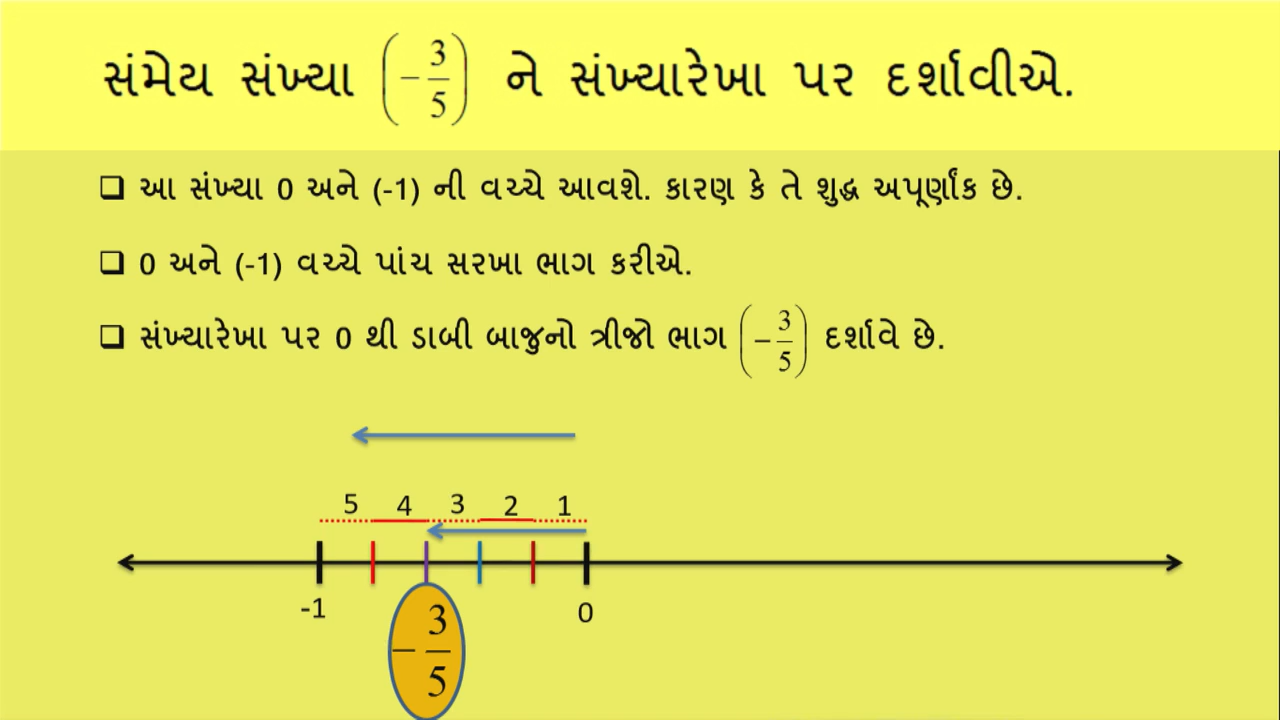 સંમેય સંખ્યા (-3/5) ને સંખ્યારેખા પર દર્શાવીએ.
❑ આ સંખ્યા 0 અને (-1) ની વચ્ચે આવશે. કારણ કે તે શુદ્ધ અપૂર્ણાંક છે.
❑ 0 અને (-1) વચ્ચે પાંચ સરખા ભાગ કરીએ.
❑ સંખ્યારેખા પર 0 થી ડાબી બાજુનો ત્રીજો ભાગ (-3/5) દર્શાવે છે.
5 4 3 2 1
-1 0
-3/5